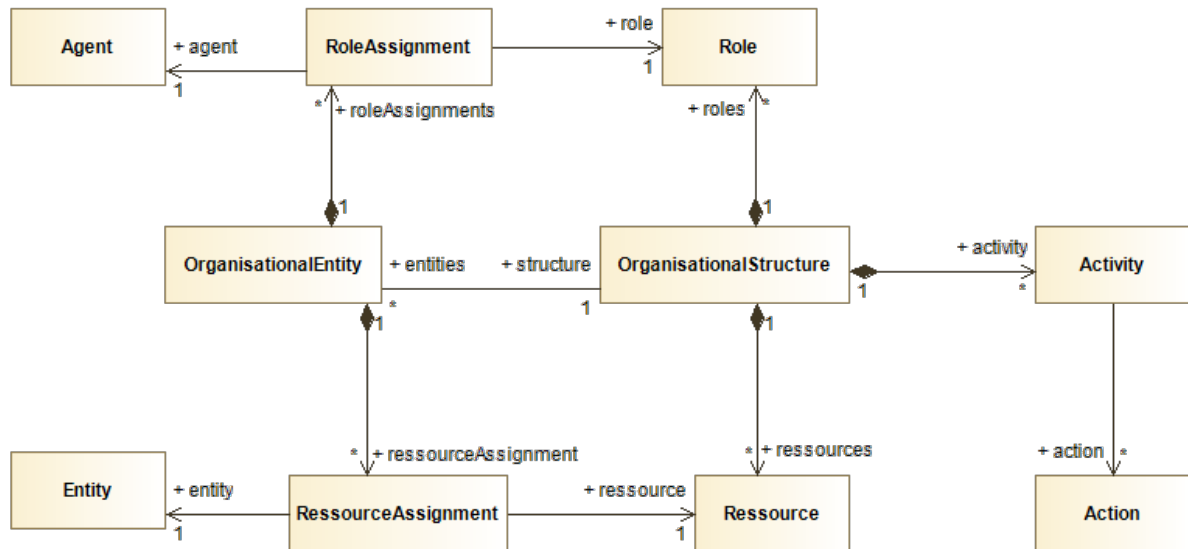 Agent
+ agent
1
RoleAssignment
+ role
1
Role
* + roleAssignments
+ roles *
1
1
OrganisationalEntity
+ entities
*
+ structure
1
OrganisationalStructure
1
+ activity
*
Activity
1
1
* + ressourceAssignment
* + ressources
+ action *
Entity
+ entity
1
RessourceAssignment
+ ressource
1
Ressource
Action